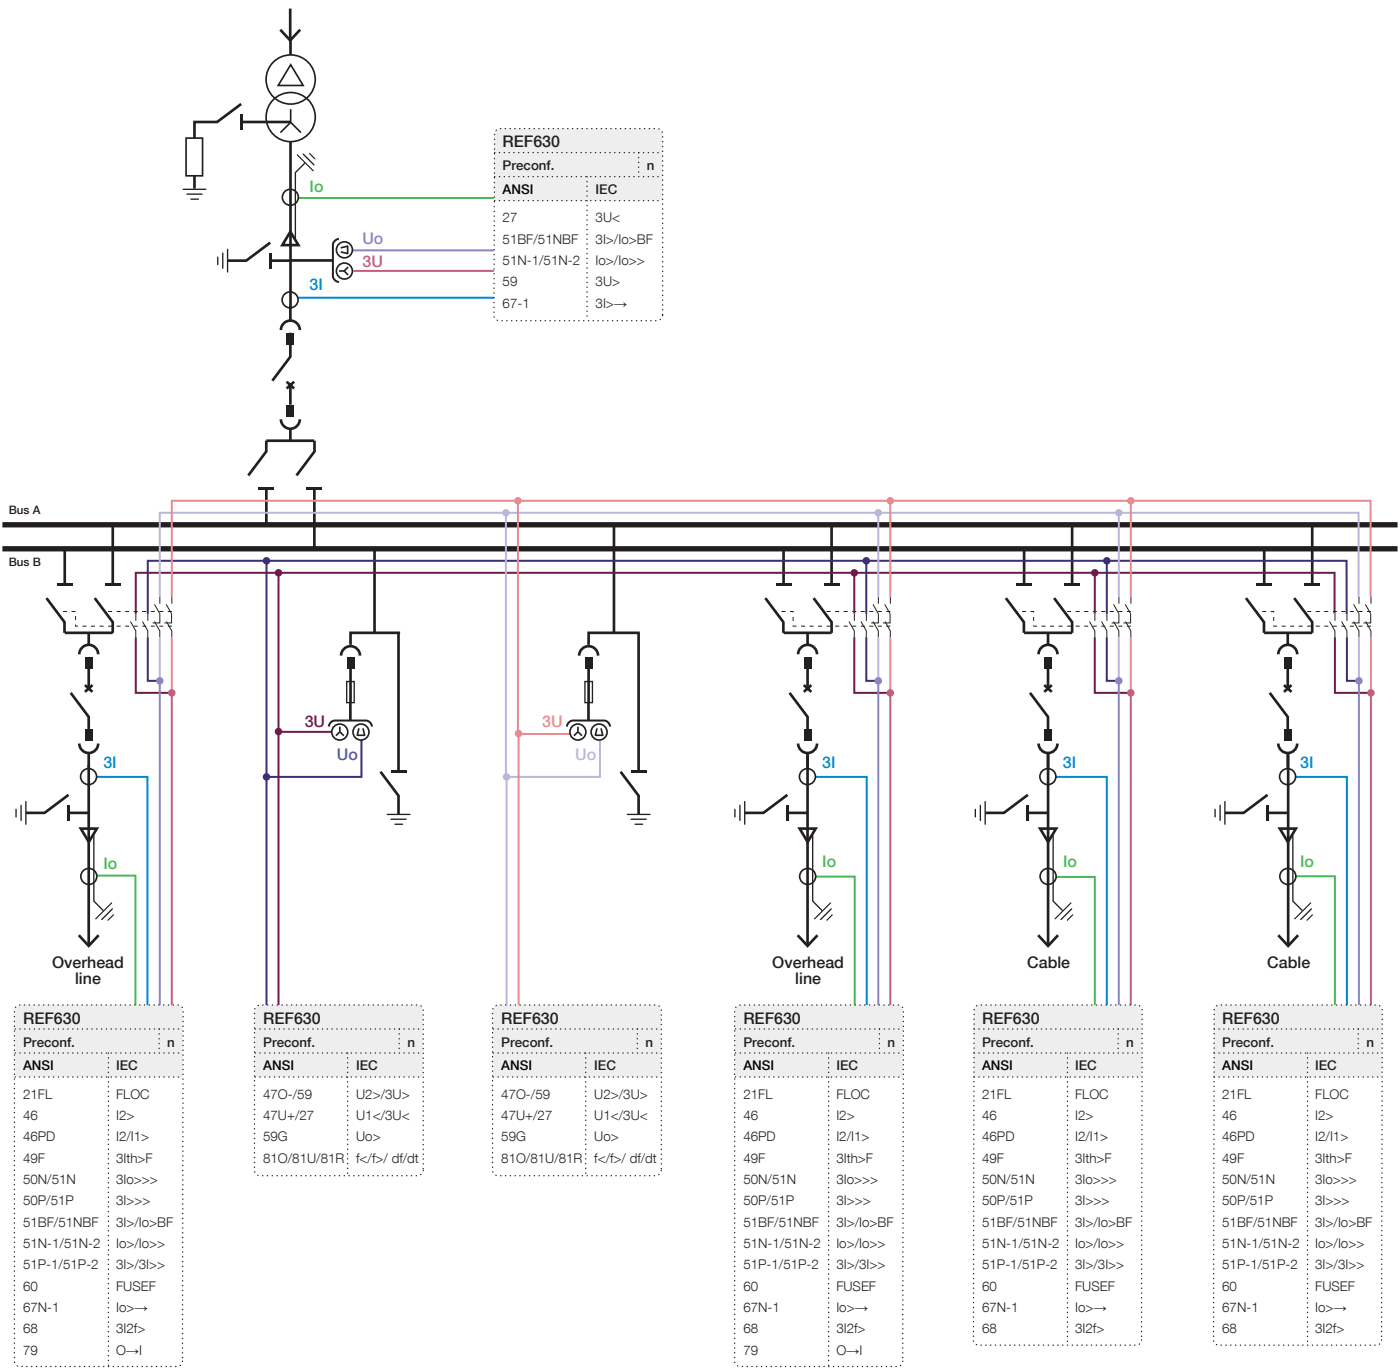 REF630
Preconf. n
ANSI IEC
27 3U<
51BF/51NBF 3I>/Io>BF
51N-1/51N-2 Io>/Io>>
59 3U>
67-1 3I>→
Io
Uo
3U
3I
Bus A
Bus B
3U
Uo
3U
Uo
3I
3I
3I
3I
Io
Io
Io
Io
Overhead
line
Overhead
line
Cable
Cable
REF630
Preconf. n
ANSI IEC
21FL FLOC
46 I2>
46PD I2/I1>
49F 3Ith>F
50N/51N 3Io>>>
50P/51P 3I>>>
51BF/51NBF 3I>/Io>BF
51N-1/51N-2 Io>/Io>>
51P-1/51P-2 3I>/3I>>
60 FUSEF
67N-1 Io>→
68 3I2f>
79 O→I
REF630
Preconf. n
ANSI IEC
47O-/59 U2>/3U>
47U+/27 U1</3U<
59G Uo>
81O/81U/81R f</f>/ df/dt
REF630
Preconf. n
ANSI IEC
47O-/59 U2>/3U>
47U+/27 U1</3U<
59G Uo>
81O/81U/81R f</f>/ df/dt
REF630
Preconf. n
ANSI IEC
21FL FLOC
46 I2>
46PD I2/I1>
49F 3Ith>F
50N/51N 3Io>>>
50P/51P 3I>>>
51BF/51NBF 3I>/Io>BF
51N-1/51N-2 Io>/Io>>
51P-1/51P-2 3I>/3I>>
60 FUSEF
67N-1 Io>→
68 3I2f>
79 O→I
REF630
Preconf. n
ANSI IEC
21FL FLOC
46 I2>
46PD I2/I1>
49F 3Ith>F
50N/51N 3Io>>>
50P/51P 3I>>>
51BF/51NBF 3I>/Io>BF
51N-1/51N-2 Io>/Io>>
51P-1/51P-2 3I>/3I>>
60 FUSEF
67N-1 Io>→
68 3I2f>
REF630
Preconf. n
ANSI IEC
21FL FLOC
46 I2>
46PD I2/I1>
49F 3Ith>F
50N/51N 3Io>>>
50P/51P 3I>>>
51BF/51NBF 3I>/Io>BF
51N-1/51N-2 Io>/Io>>
51P-1/51P-2 3I>/3I>>
60 FUSEF
67N-1 Io>→
68 3I2f>